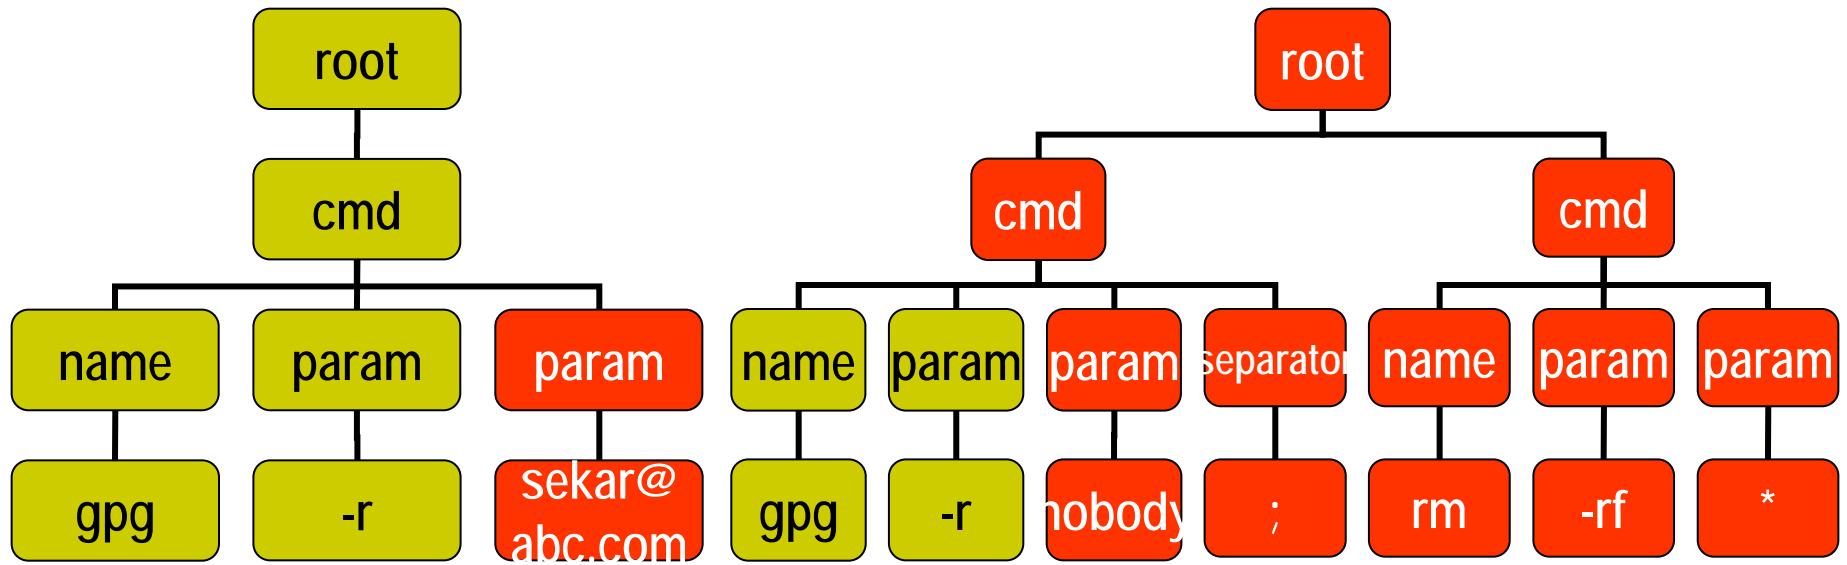 root
cmd
name
param
param
gpg
-r
sekar@
abc.com
root
cmd
cmd
name
param
param
separator
name
param
param
gpg
-r
nobody
;
rm
-rf
*